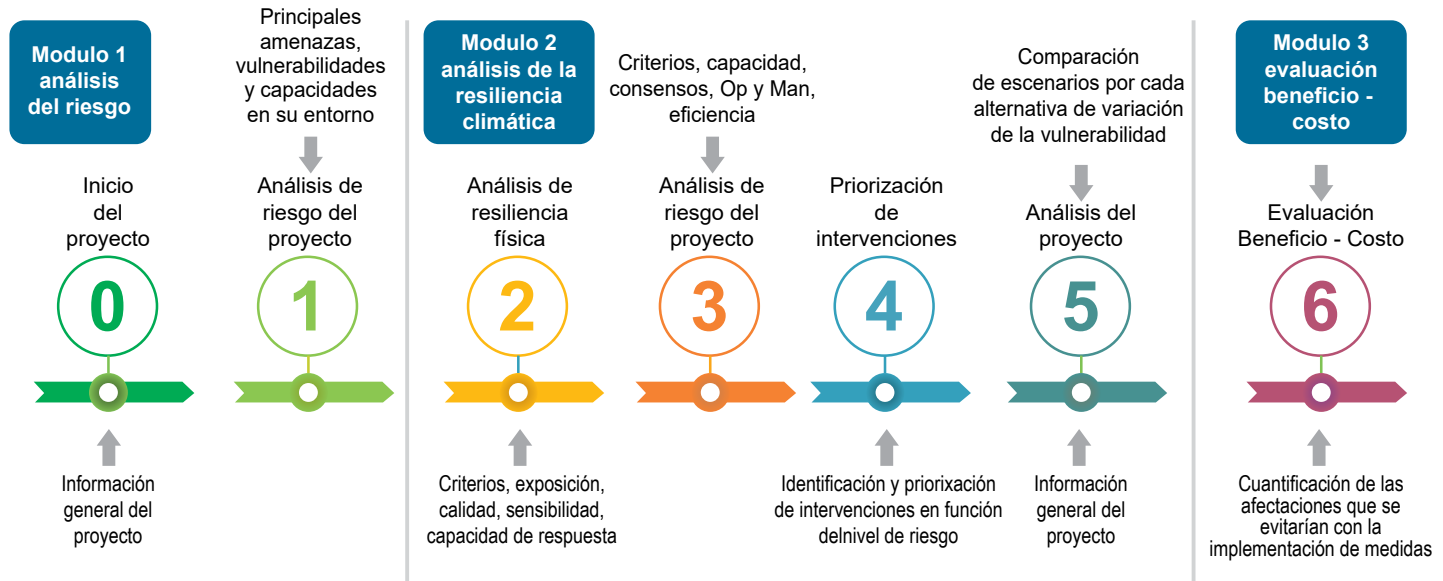 Modulo 1
análisis
del riesgo
Inicio
del
proyecto
0
Información
general del
proyecto
Principales
amenazas,
vulnerabilidades
y capacidades
en su entorno
Análisis de
riesgo del
proyecto
1
Modulo 2
análisis de la
resiliencia
climática
Análisis de
resiliencia
física
2
Criterios, exposición,
calidad, sensibilidad,
capacidad de respuesta
Criterios, capacidad,
consensos, Op y Man,
eficiencia
Análisis de
riesgo del
proyecto
3
Priorización
de
intervenciones
4
Identificación y priorixación
de intervenciones en función
delnivel de riesgo
Comparación
de escenarios por cada
alternativa de variación
de la vulnerabilidad
Análisis del
proyecto
5
Información
general del
proyecto
Modulo 3
evaluación
beneficio -
costo
Evaluación
Beneficio - Costo
6
Cuantificación de las
afectaciones que se
evitarían con la
implementación de medidas